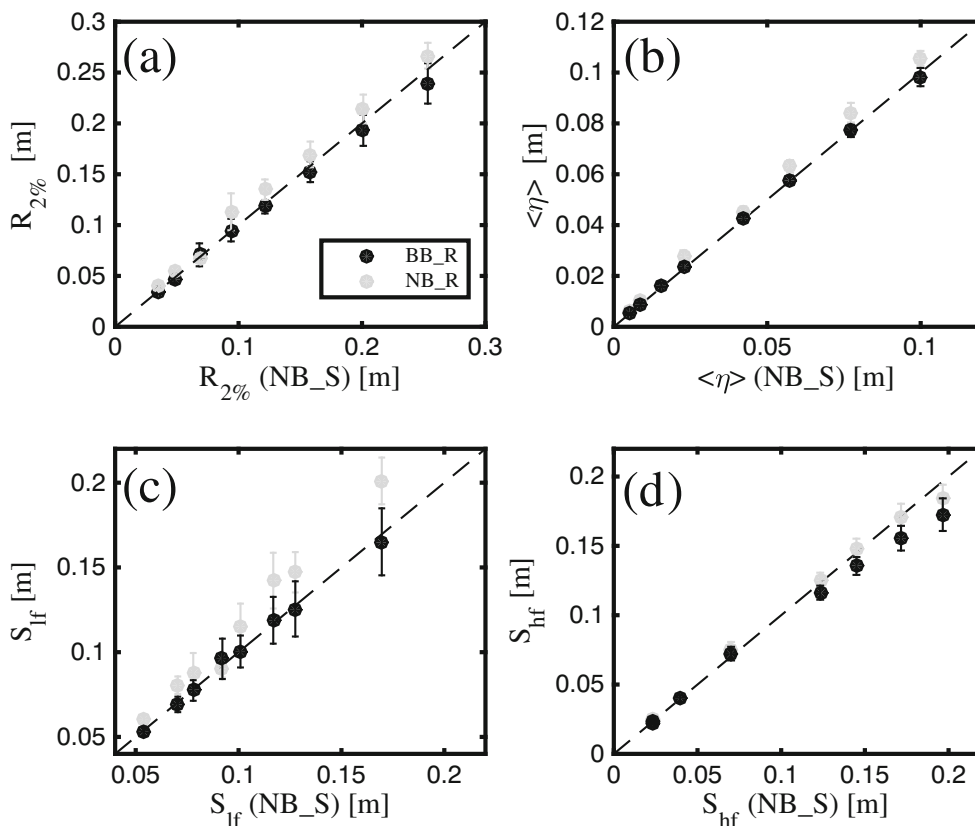 (a)
R2% [m]
0.3
0.25
0.2
0.15
0.1
0.05
0
BB_R
NB_R
0 0.1 0.2 0.3
R2% (NB_S) [m]
(b)
<η> [m]
0.12
0.1
0.08
0.06
0.04
0.02
0
0 0.05 0.1
<η> (NB_S) [m]
(c)
Slf [m]
0.2
0.15
0.1
0.05
0.05 0.1 0.15 0.2
Slf (NB_S) [m]
(d)
Shf [m]
0.2
0.15
0.1
0.05
0
0 0.05 0.1 0.15 0.2
Shf (NB_S) [m]